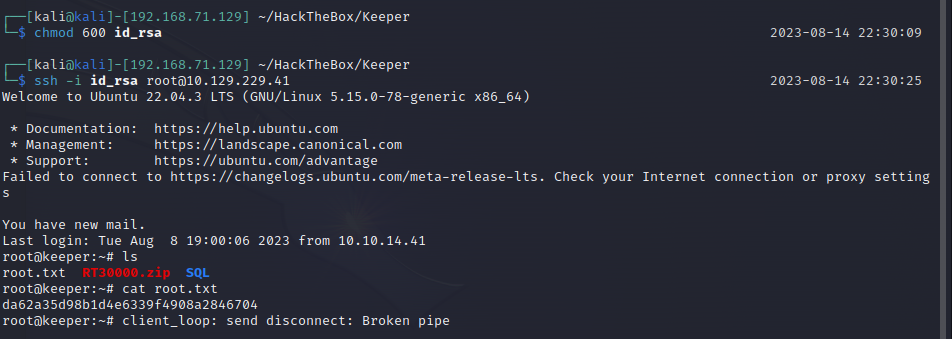 ┌──[kali@kali]-[192.168.71.129] ~/HackTheBox/Keeper
└─$ chmod 600 id_rsa 2023-08-14 22:30:09
┌──[kali@kali]-[192.168.71.129] ~/HackTheBox/Keeper
└─$ ssh -i id_rsa root@10.129.229.41 2023-08-14 22:30:25
Welcome to Ubuntu 22.04.3 LTS (GNU/Linux 5.15.0-78-generic x86_64)
* Documentation: https://help.ubuntu.com
* Management: https://landscape.canonical.com
* Support: https://ubuntu.com/advantage
Failed to connect to https://changelogs.ubuntu.com/meta-release-lts. Check your Internet connection or proxy setting
s
You have new mail.
Last login: Tue Aug 8 19:00:06 2023 from 10.10.14.41
root@keeper:~# ls
root.txt RT30000.zip SQL
root@keeper:~# cat root.txt
da62a35d98b1d4e6339f4908a2846704
root@keeper:~# client_loop: send disconnect: Broken pipe